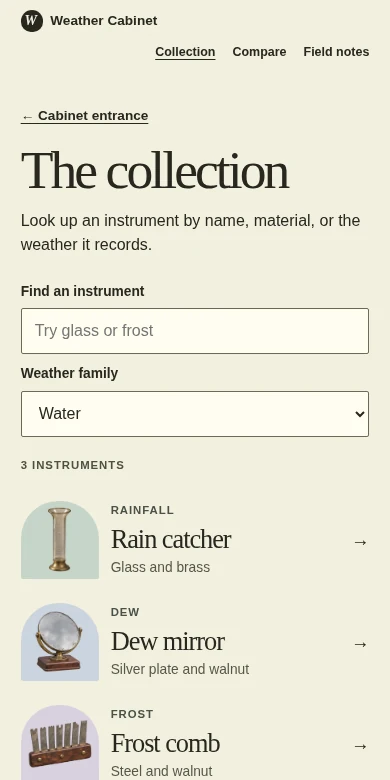 W Weather Cabinet
Collection Compare Field notes
← Cabinet entrance
The collection
Look up an instrument by name, material, or the
weather it records.
Find an instrument
Try glass or frost
Weather family
Water
3 INSTRUMENTS
RAINFALL
Rain catcher →
Glass and brass
DEW
Dew mirror →
Silver plate and walnut
FROST
Frost comb →
Steel and walnut